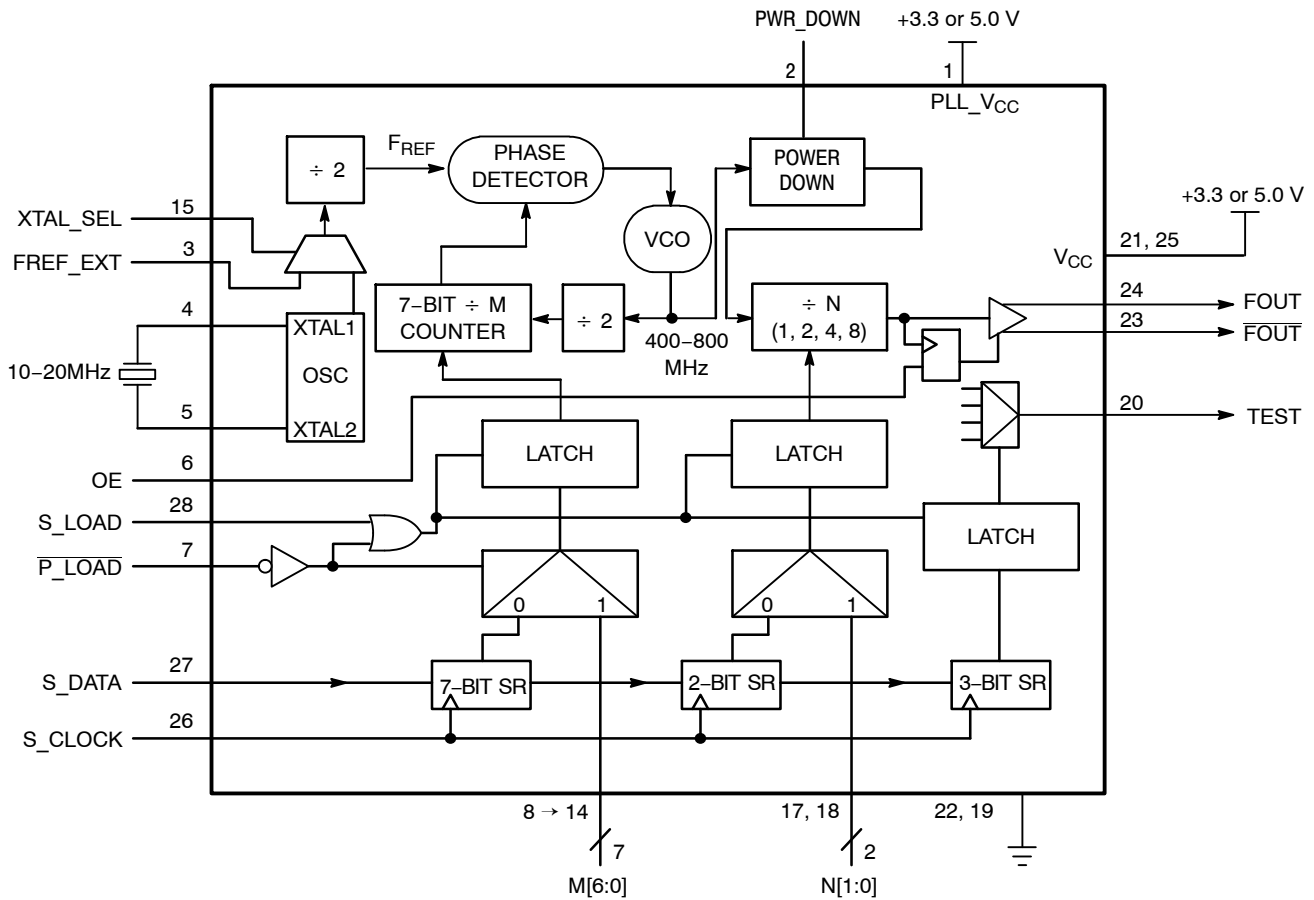 PWR_DOWN
+3.3 or 5.0 V
2
1
PLL_VCC
FREF
÷ 2
PHASE
DETECTOR
POWER
DOWN
+3.3 or 5.0 V
XTAL_SEL
15
VCO
21, 25
VCC
FREF_EXT
3
7−BIT ÷ M
COUNTER
÷ 2
400−800
MHz
÷ N
(1, 2, 4, 8)
24
FOUT
23
FOUT
4
XTAL1
10−20MHz
OSC
5
XTAL2
20
TEST
LATCH
LATCH
6
OE
28
S_LOAD
LATCH
7
P_LOAD
0
1
0
1
27
S_DATA
7−BIT SR
2−BIT SR
3−BIT SR
26
S_CLOCK
8 → 14
17, 18
22, 19
7
2
M[6:0]
N[1:0]